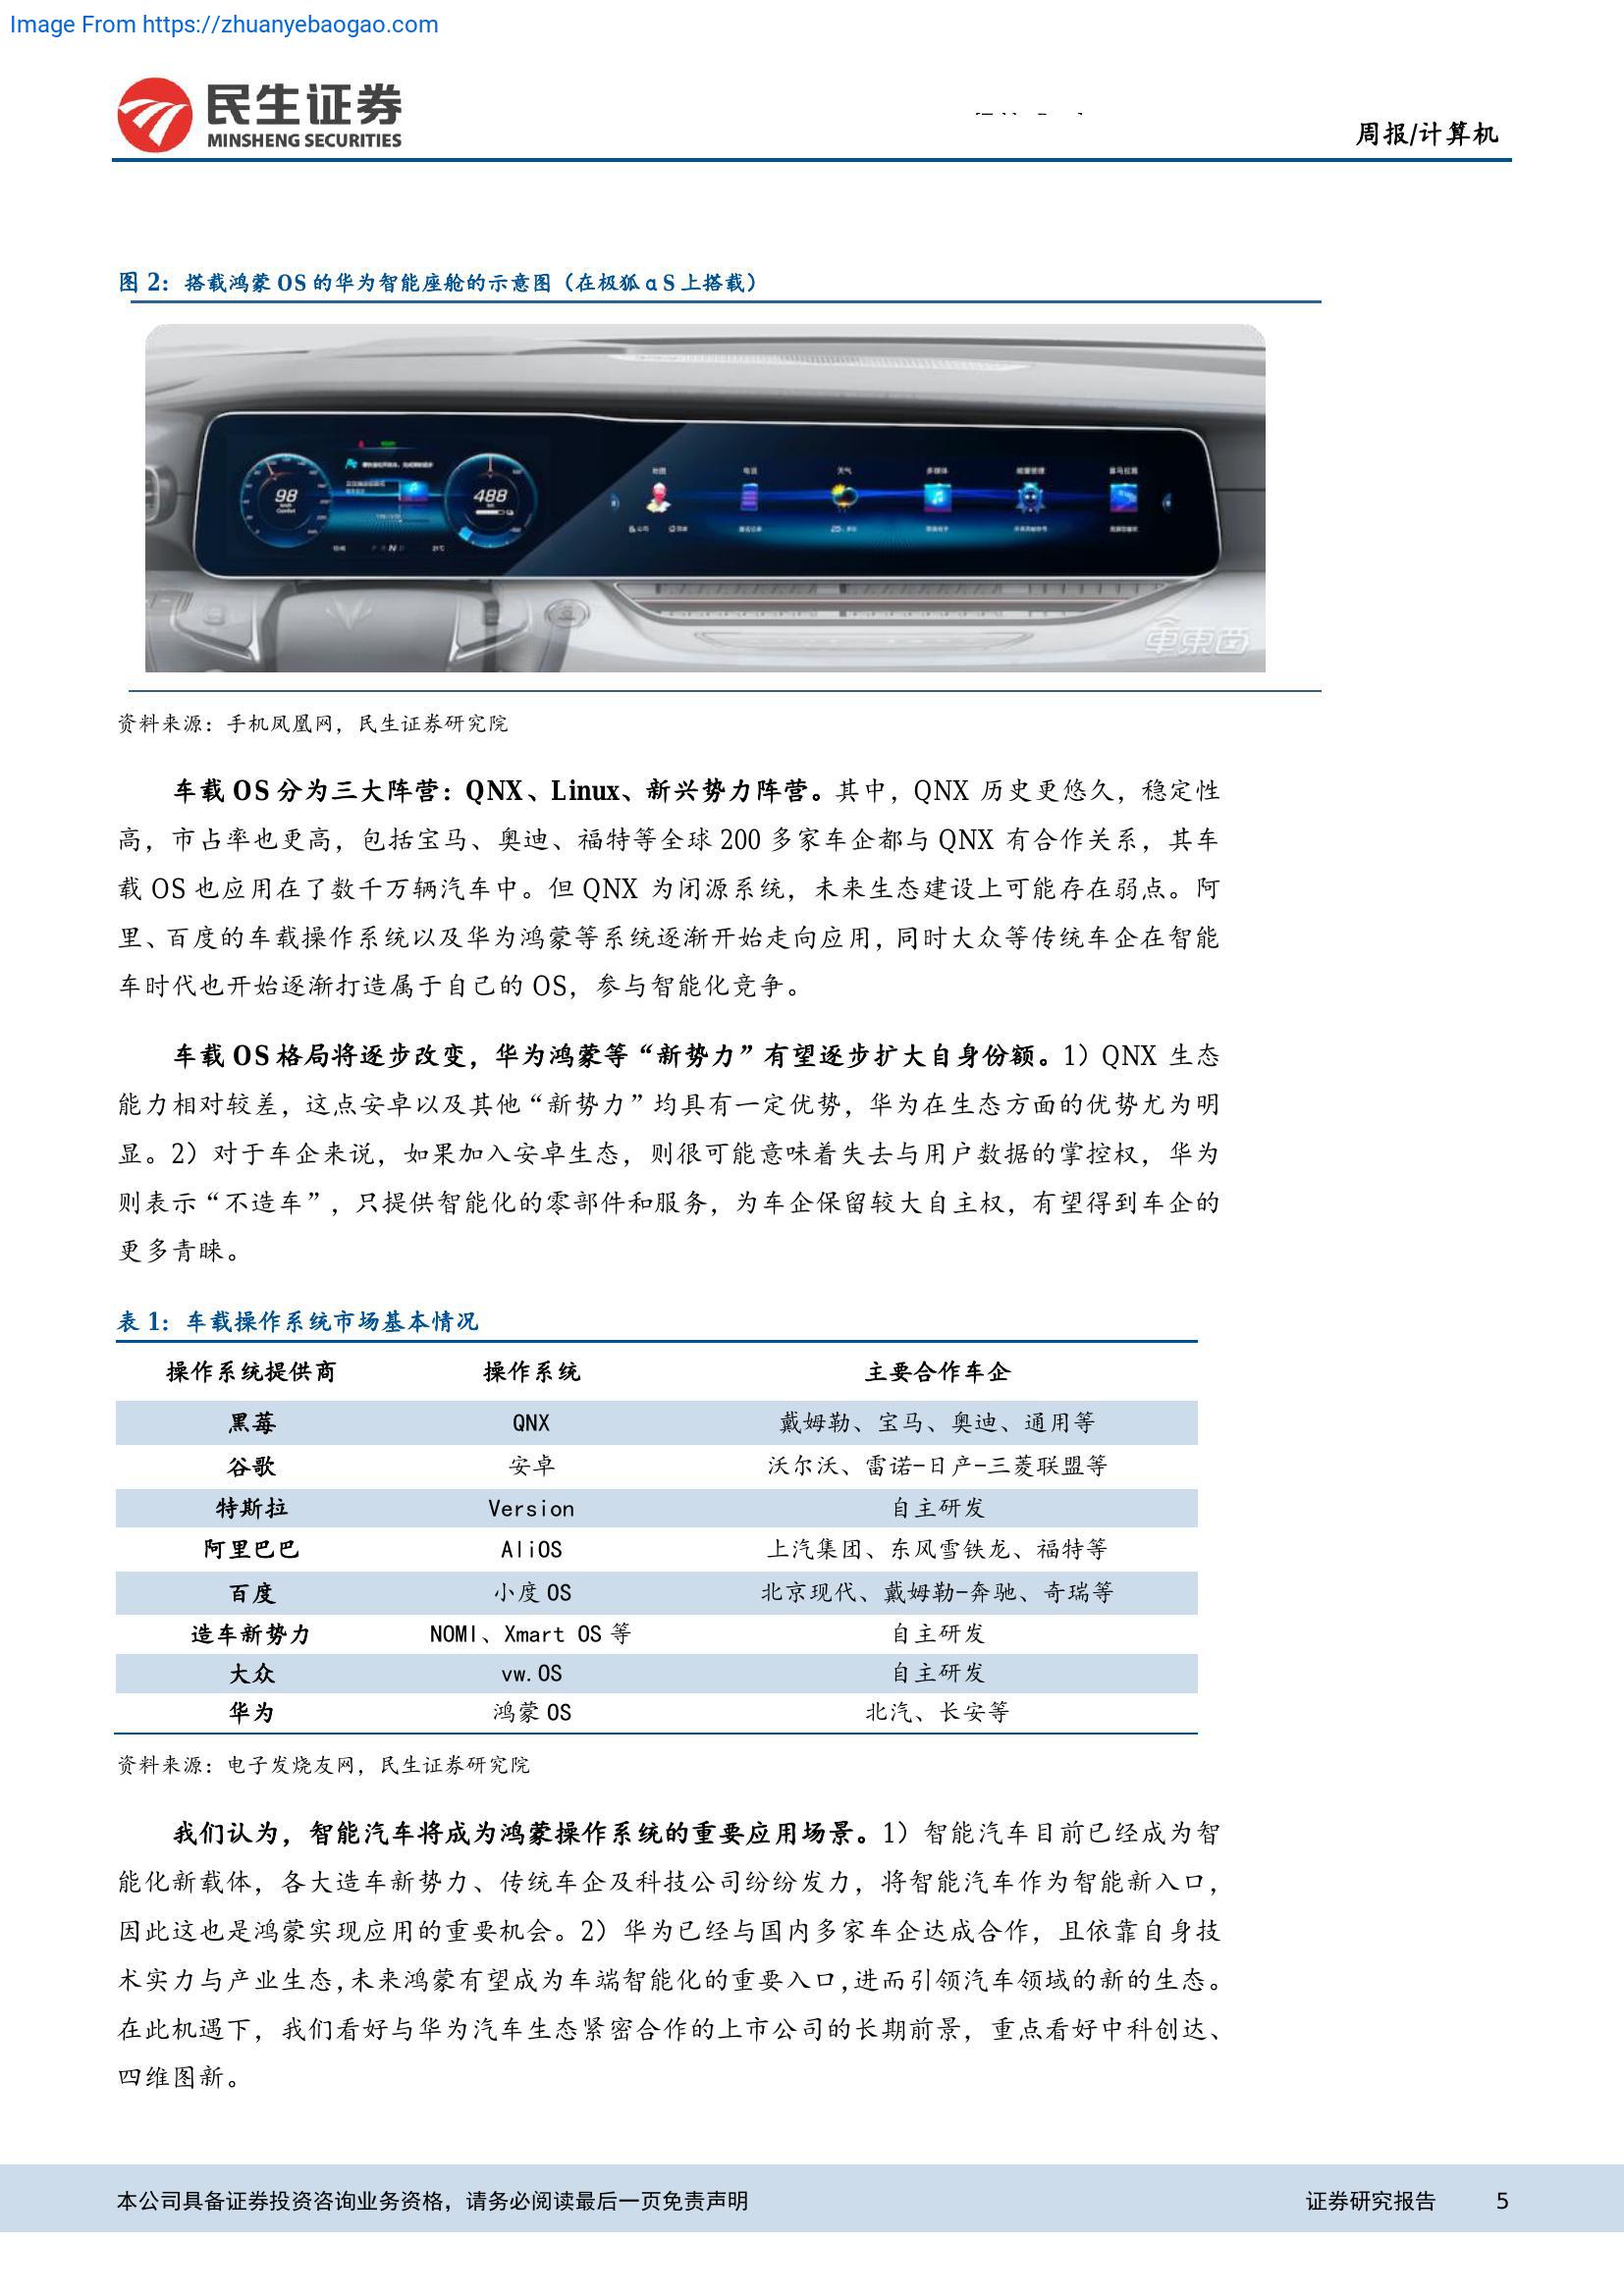 Image From https://zhuanyebaogao.com
民生证券
MINSHENG SECURITIES
周报/计算机
图 2：搭载鸿蒙 OS 的华为智能座舱的示意图（在极狐 αS 上搭载）
98
488
地图
电话
天气
多媒体
車東西
资料来源：手机凤凰网，民生证券研究院
车载 OS 分为三大阵营：QNX、Linux、新兴势力阵营。其中，QNX 历史更悠久，稳定性
高，市占率也更高，包括宝马、奥迪、福特等全球 200 多家车企都与 QNX 有合作关系，其车
载 OS 也应用在了数千万辆汽车中。但 QNX 为闭源系统，未来生态建设上可能存在弱点。阿
里、百度的车载操作系统以及华为鸿蒙等系统逐渐开始走向应用，同时大众等传统车企在智能
车时代也开始逐渐打造属于自己的 OS，参与智能化竞争。
车载 OS 格局将逐步改变，华为鸿蒙等“新势力”有望逐步扩大自身份额。1）QNX 生态
能力相对较差，这点安卓以及其他“新势力”均具有一定优势，华为在生态方面的优势尤为明
显。2）对于车企来说，如果加入安卓生态，则很可能意味着失去与用户数据的掌控权，华为
则表示“不造车”，只提供智能化的零部件和服务，为车企保留较大自主权，有望得到车企的
更多青睐。
表 1：车载操作系统市场基本情况
操作系统提供商 操作系统 主要合作车企
黑莓 QNX 戴姆勒、宝马、奥迪、通用等
谷歌 安卓 沃尔沃、雷诺-日产-三菱联盟等
特斯拉 Version 自主研发
阿里巴巴 AliOS 上汽集团、东风雪铁龙、福特等
百度 小度 OS 北京现代、戴姆勒-奔驰、奇瑞等
造车新势力 NOMI、Xmart OS 等 自主研发
大众 vw.OS 自主研发
华为 鸿蒙 OS 北汽、长安等
资料来源：电子发烧友网，民生证券研究院
我们认为，智能汽车将成为鸿蒙操作系统的重要应用场景。1）智能汽车目前已经成为智
能化新载体，各大造车新势力、传统车企及科技公司纷纷发力，将智能汽车作为智能新入口，
因此这也是鸿蒙实现应用的重要机会。2）华为已经与国内多家车企达成合作，且依靠自身技
术实力与产业生态,未来鸿蒙有望成为车端智能化的重要入口,进而引领汽车领域的新的生态。
在此机遇下，我们看好与华为汽车生态紧密合作的上市公司的长期前景，重点看好中科创达、
四维图新。
本公司具备证券投资咨询业务资格，请务必阅读最后一页免责声明 证券研究报告 5